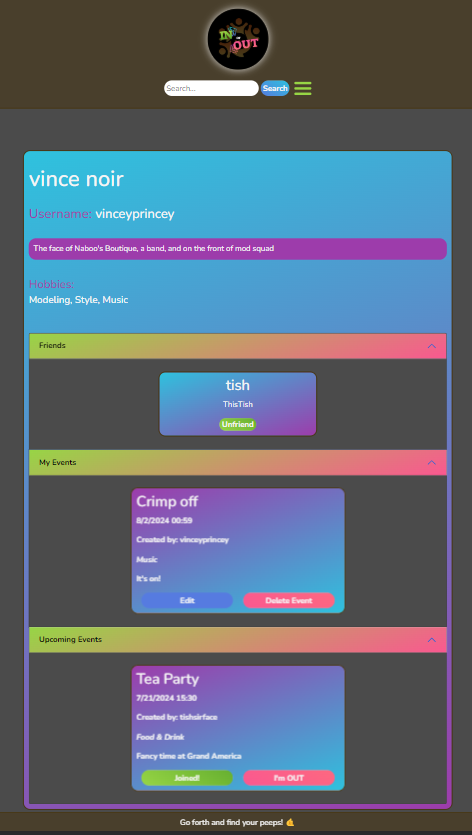 IN
OR
OUT
Search...
Search
vince noir
Username: vinceyprincey
The face of Naboo's Boutique, a band, and on the front of mod squad
Hobbies:
Modeling, Style, Music
Friends
tish
ThisTish
Unfriend
My Events
Crimp off
8/2/2024 00:59
Created by: vinceyprincey
Music
It's on!
Edit
Delete Event
Upcoming Events
Tea Party
7/21/2024 15:30
Created by: tishsirface
Food & Drink
Fancy time at Grand America
Joined!
I'm OUT
Go forth and find your peeps! 🤙